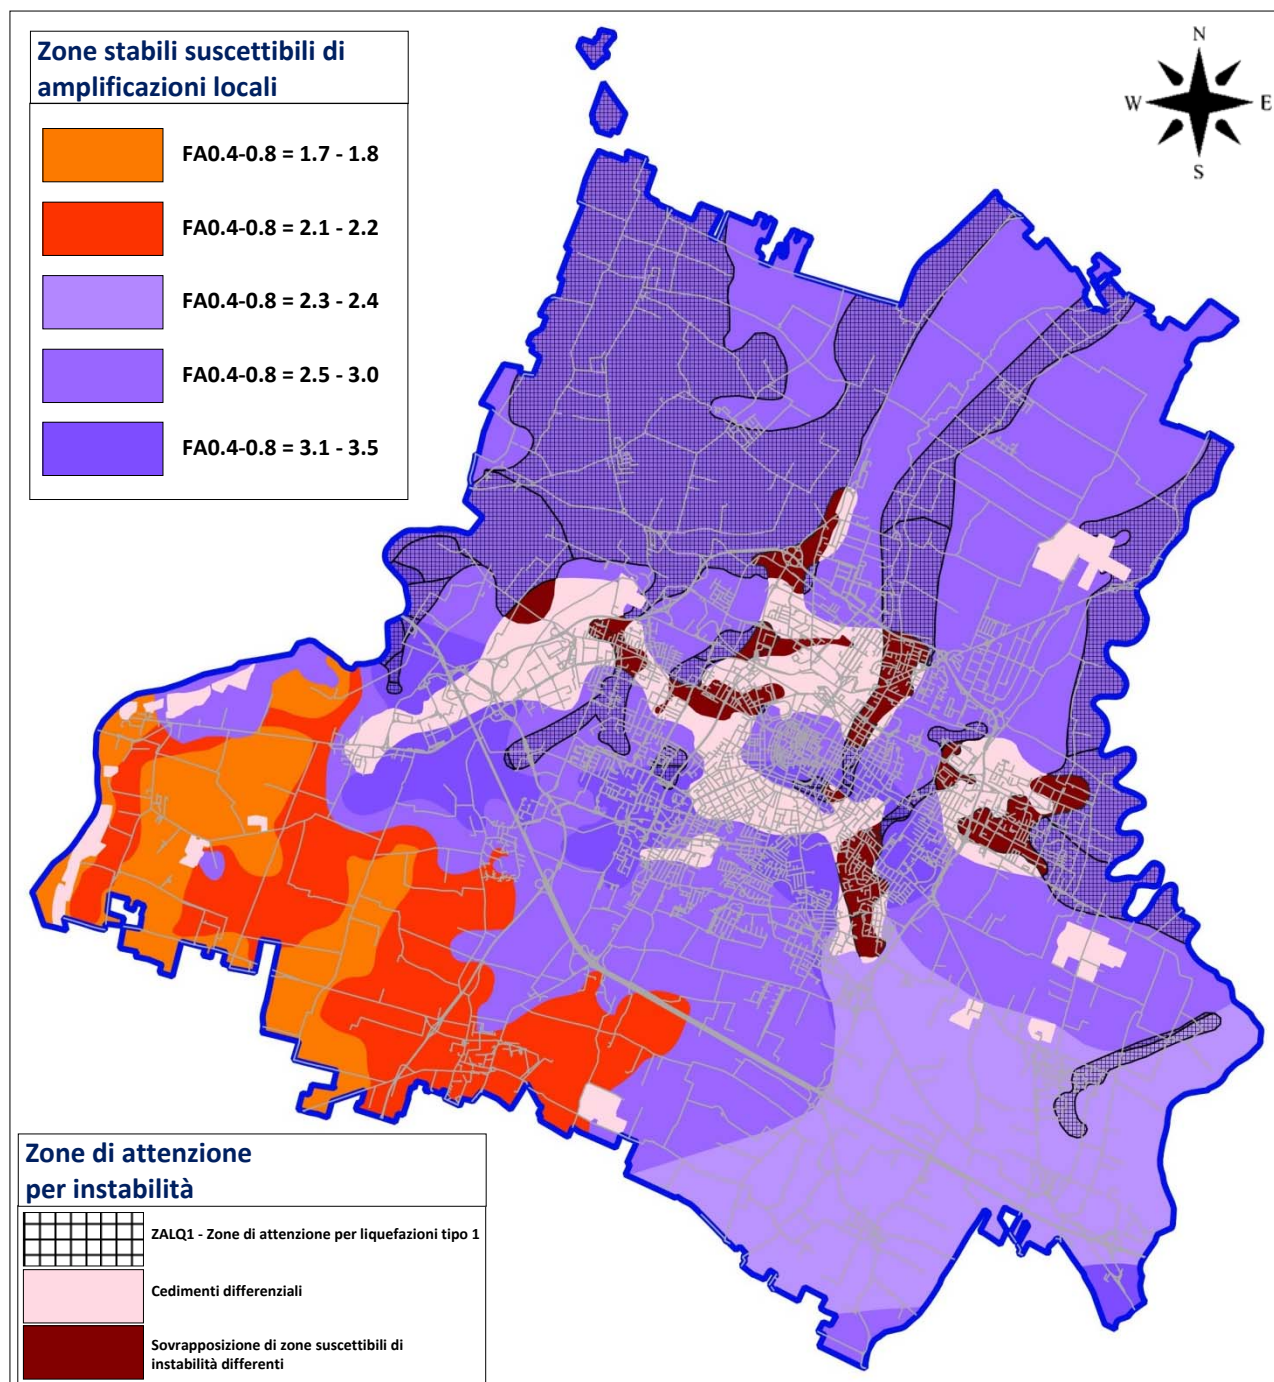 Zone stabili suscettibili di
amplificazioni locali
FA0.4-0.8 = 1.7 - 1.8
FA0.4-0.8 = 2.1 - 2.2
FA0.4-0.8 = 2.3 - 2.4
FA0.4-0.8 = 2.5 - 3.0
FA0.4-0.8 = 3.1 - 3.5
N
W
E
S
Zone di attenzione
per instabilità
ZALQ1 - Zone di attenzione per liquefazioni tipo 1
Cedimenti differenziali
Sovrapposizione di zone suscettibili di
instabilità differenti